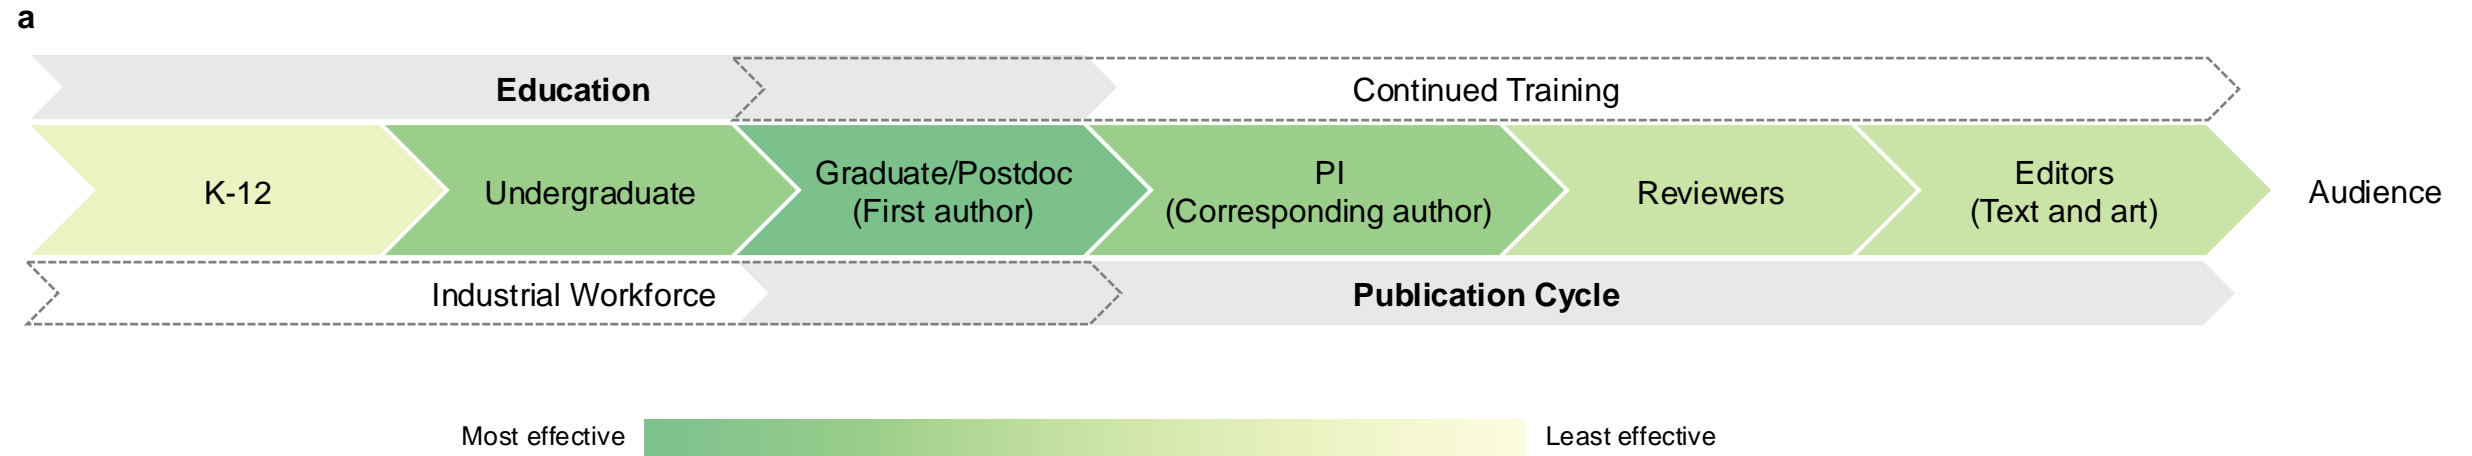 a
Education
Continued Training
K-12
Undergraduate
Graduate/Postdoc
(First author)
PI
(Corresponding author)
Reviewers
Editors
(Text and art)
Audience
Industrial Workforce
Publication Cycle
Most effective
Least effective